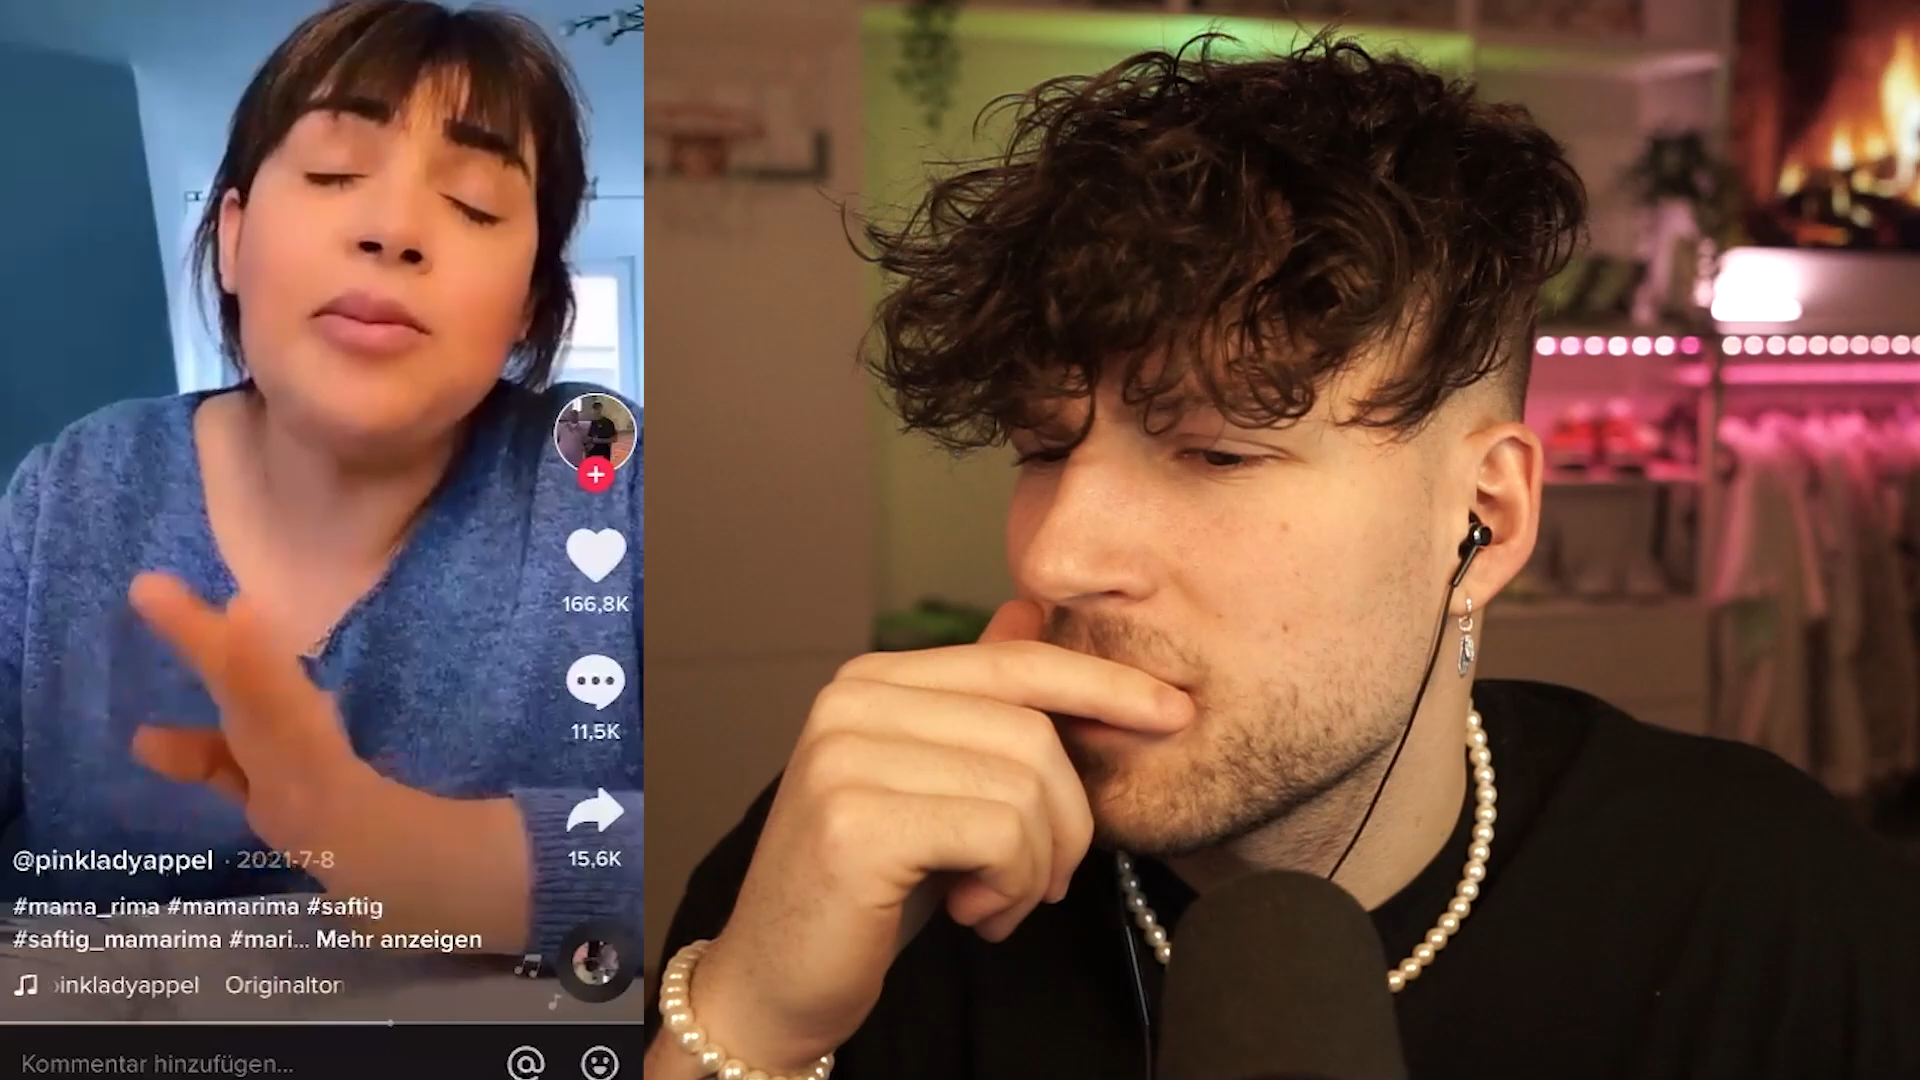 166,8K
11,5K
15,6K
@pinkladyappel · 2021-7-8
#mama_rima #mamarima #saftig
#saftig_mamarima #mari... Mehr anzeigen
pinkladyappel Originalton
Kommentar hinzufügen...